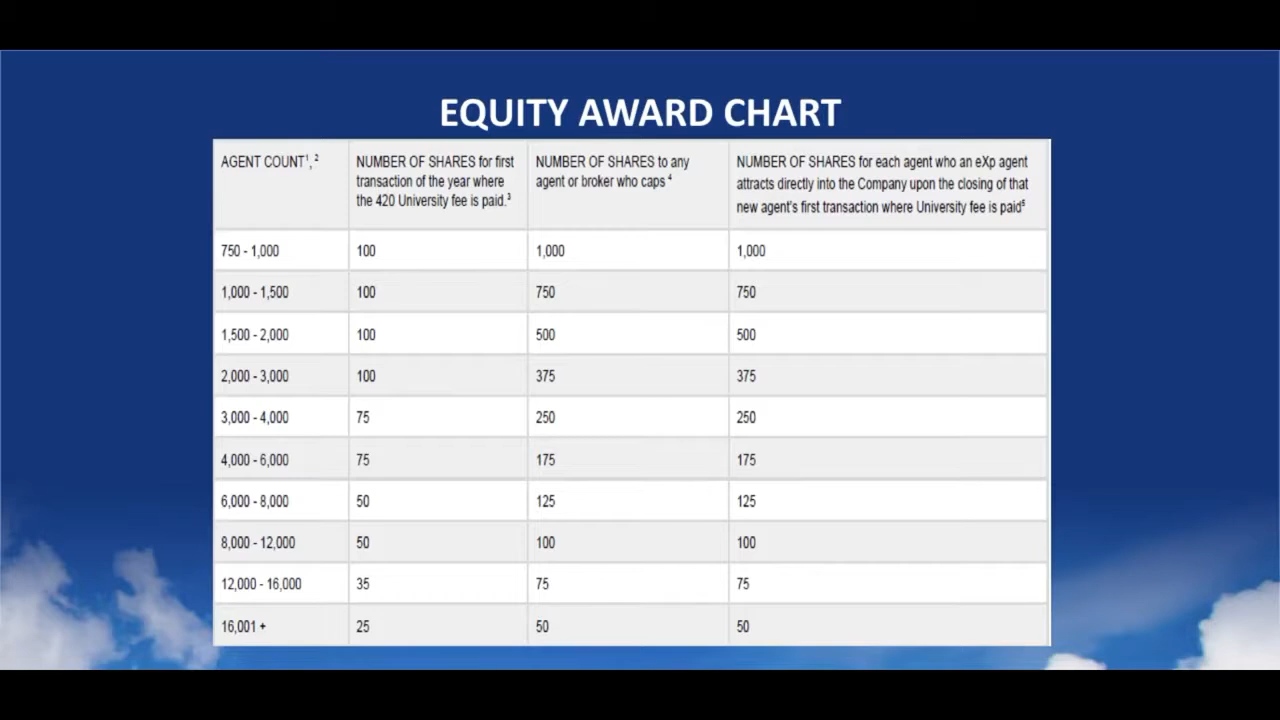 EQUITY AWARD CHART
AGENT COUNT¹, ²
NUMBER OF SHARES for first
transaction of the year where
the 420 University fee is paid.³
NUMBER OF SHARES to any
agent or broker who caps ⁴
NUMBER OF SHARES for each agent who an eXp agent
attracts directly into the Company upon the closing of that
new agent's first transaction where University fee is paid⁵
750 - 1,000 100 1,000 1,000
1,000 - 1,500 100 750 750
1,500 - 2,000 100 500 500
2,000 - 3,000 100 375 375
3,000 - 4,000 75 250 250
4,000 - 6,000 75 175 175
6,000 - 8,000 50 125 125
8,000 - 12,000 50 100 100
12,000 - 16,000 35 75 75
16,001 + 25 50 50